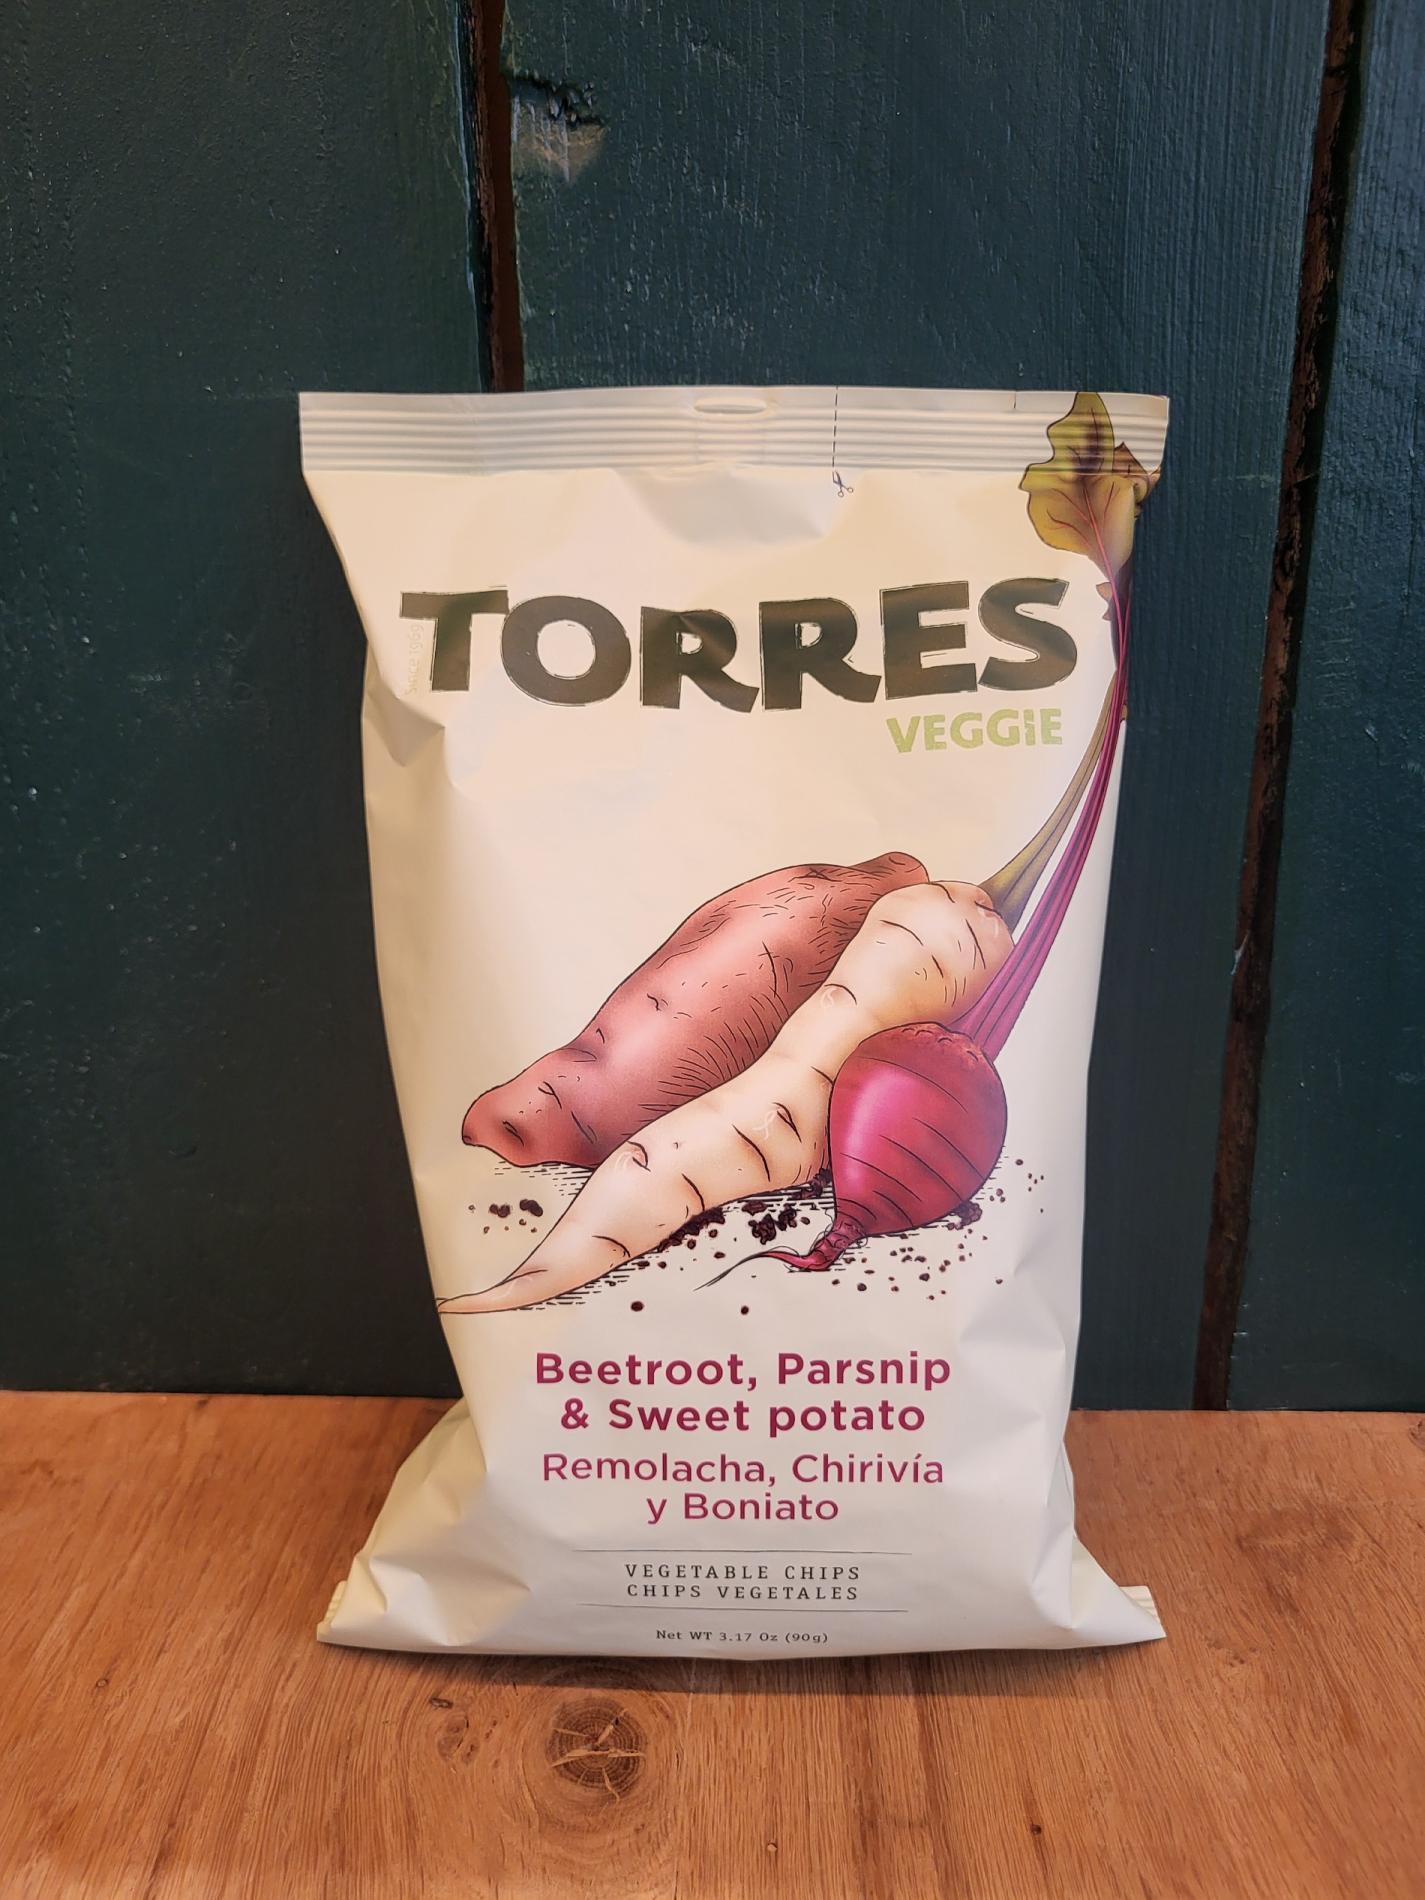 TORRES
Since 1969
VEGGIE
Beetroot, Parsnip
& Sweet potato
Remolacha, Chirivía
y Boniato
VEGETABLE CHIPS
CHIPS VEGETALES
Net WT 3.17 Oz (90g)